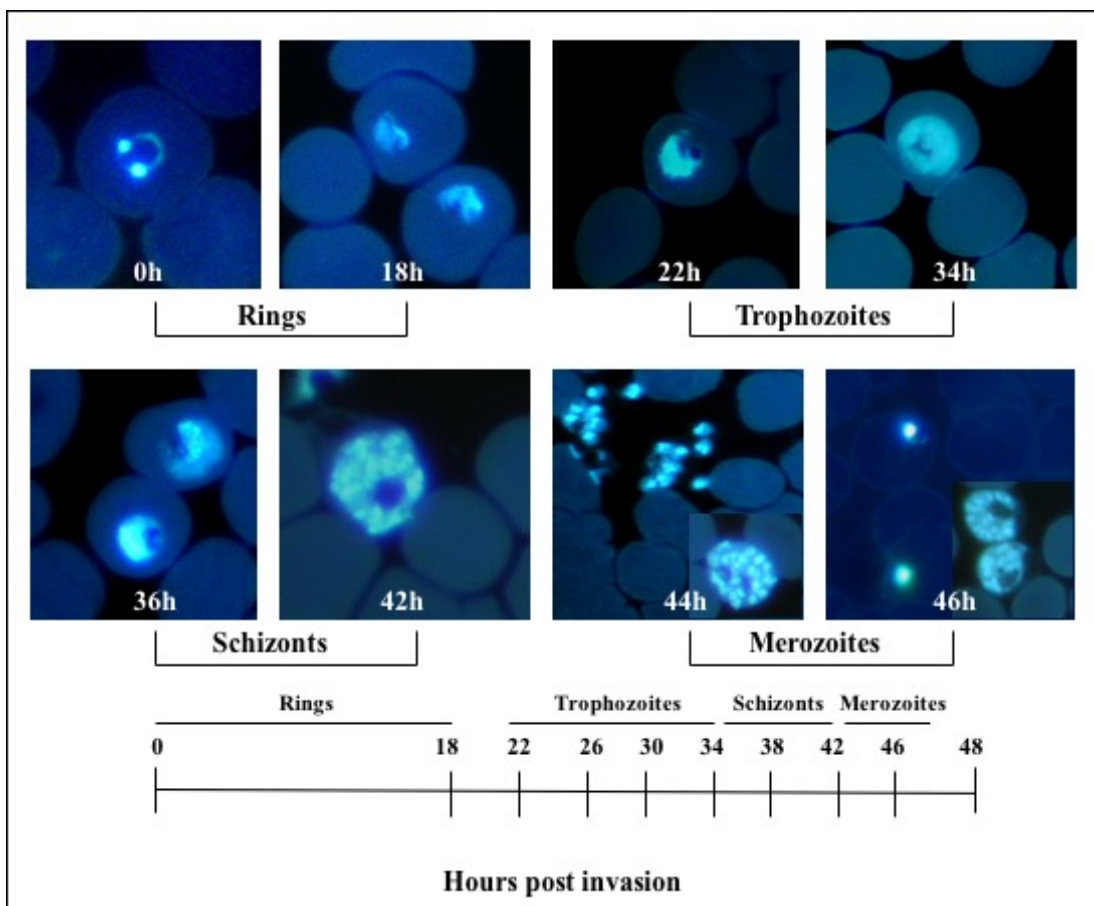 0h 18h 22h 34h
Rings Trophozoites
36h 42h 44h 46h
Schizonts Merozoites
Rings Trophozoites Schizonts Merozoites
0 18 22 26 30 34 38 42 46 48
Hours post invasion